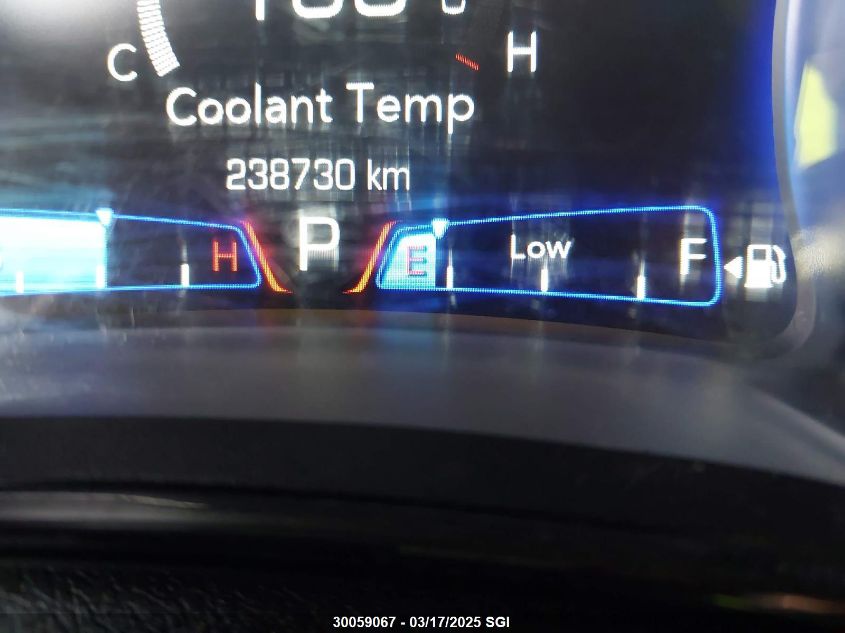 C
H
Coolant Temp
238730 km
H P E Low F
30059067 - 03/17/2025 SGI